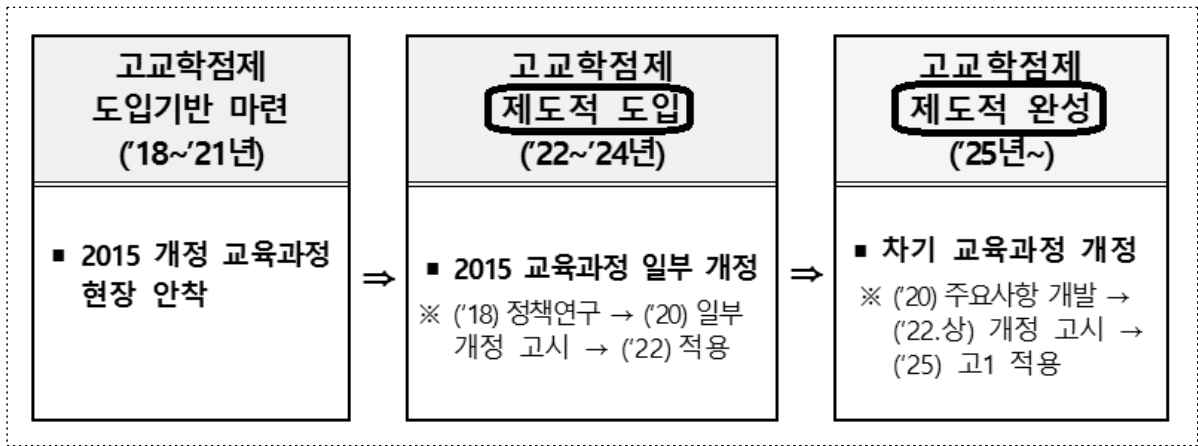 고교학점제
도입기반 마련
('18~'21년)
■ 2015 개정 교육과정
현장 안착
⇒
고교학점제
제도적 도입
('22~'24년)
■ 2015 교육과정 일부 개정
※ ('18) 정책연구 → ('20) 일부
개정 고시 → ('22) 적용
⇒
고교학점제
제도적 완성
('25년~)
■ 차기 교육과정 개정
※ ('20) 주요사항 개발 →
('22.상) 개정 고시 →
('25) 고1 적용